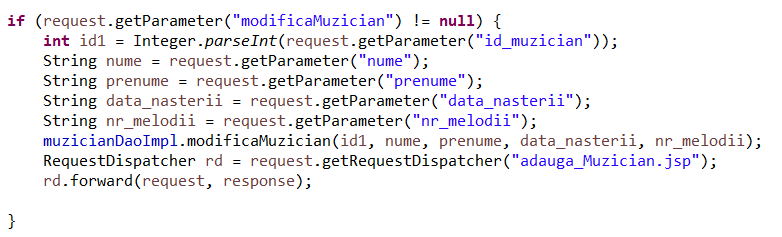 if (request.getParameter("modificaMuzician") != null) {
    int id1 = Integer.parseInt(request.getParameter("id_muzician"));
    String nume = request.getParameter("nume");
    String prenume = request.getParameter("prenume");
    String data_nasterii = request.getParameter("data_nasterii");
    String nr_melodii = request.getParameter("nr_melodii");
    muzicianDaoImpl.modificaMuzician(id1, nume, prenume, data_nasterii, nr_melodii);
    RequestDispatcher rd = request.getRequestDispatcher("adauga_Muzician.jsp");
    rd.forward(request, response);
}